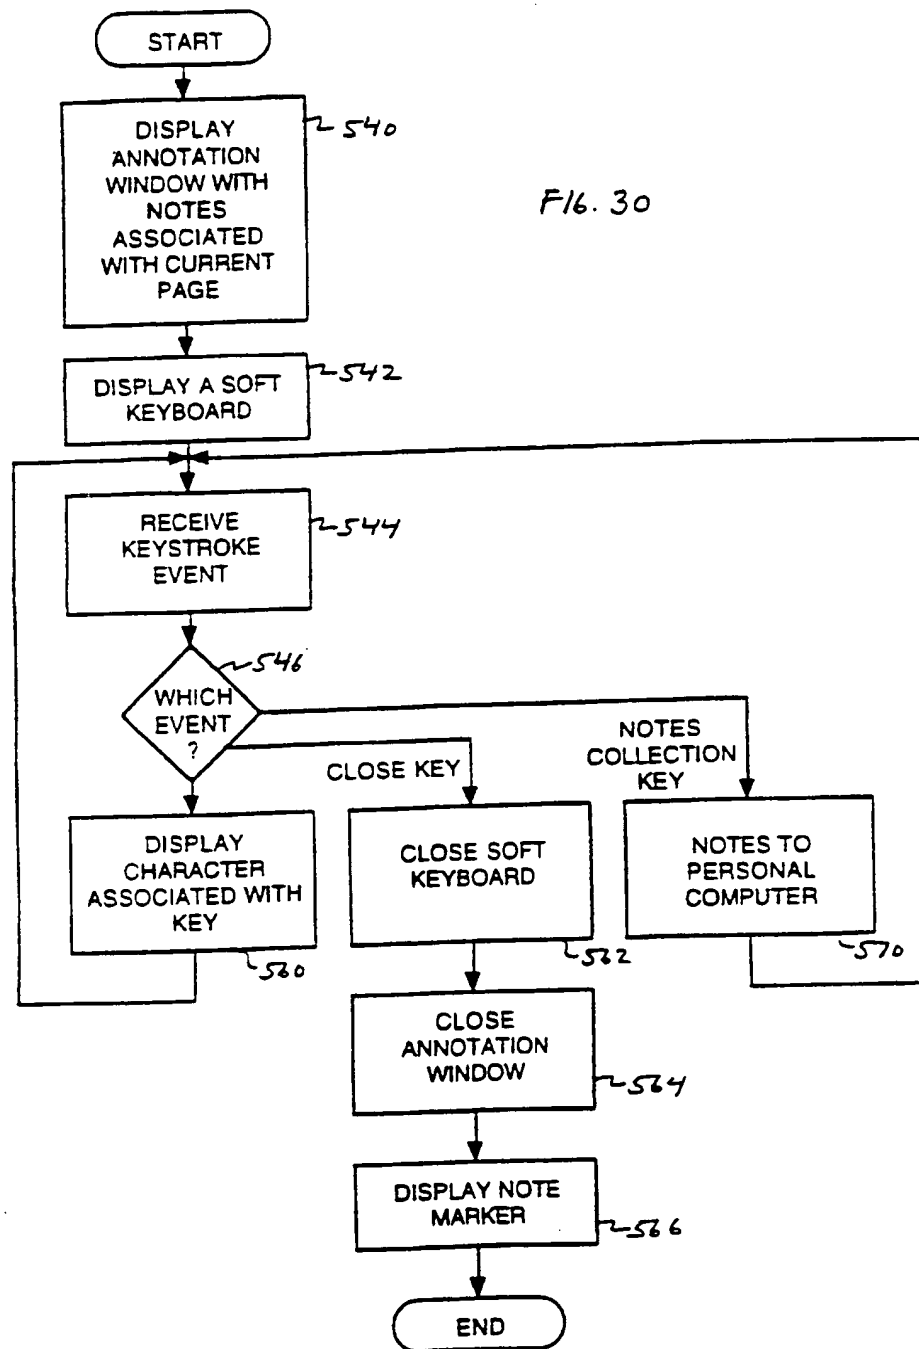 START
DISPLAY
ANNOTATION
WINDOW WITH
NOTES
ASSOCIATED
WITH CURRENT
PAGE
540
FIG. 30
DISPLAY A SOFT
KEYBOARD
542
RECEIVE
KEYSTROKE
EVENT
544
WHICH
EVENT
?
546
CLOSE KEY
NOTES
COLLECTION
KEY
DISPLAY
CHARACTER
ASSOCIATED WITH
KEY
560
CLOSE SOFT
KEYBOARD
562
NOTES TO
PERSONAL
COMPUTER
570
CLOSE
ANNOTATION
WINDOW
564
DISPLAY NOTE
MARKER
566
END